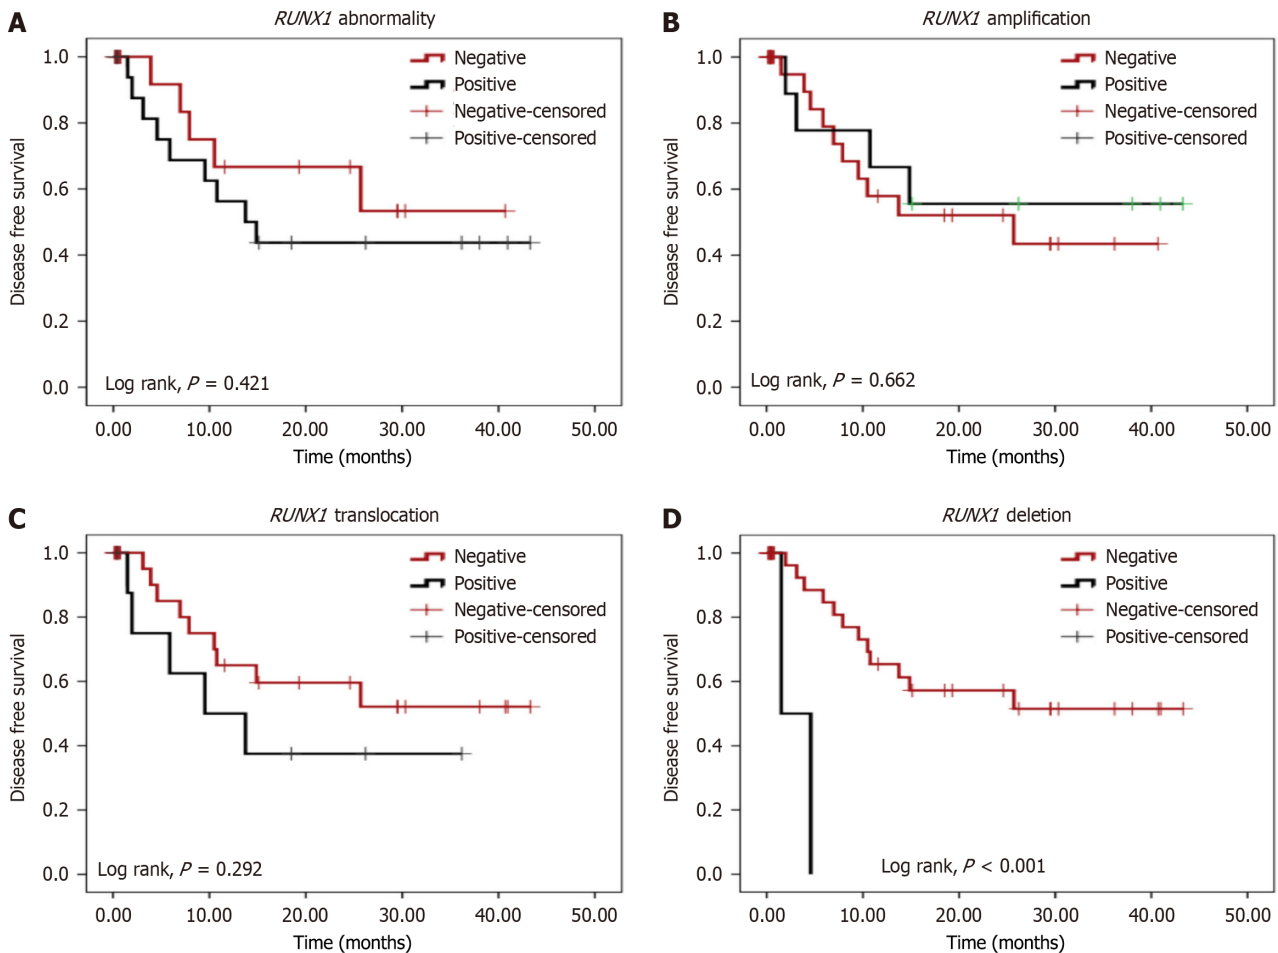 A
RUNX1 abnormality
1.0
0.8
0.6
0.4
0.2
0.0
Disease free survival
Negative
Positive
Negative-censored
Positive-censored
Log rank, P = 0.421
0.00 10.00 20.00 30.00 40.00 50.00
Time (months)
B
RUNX1 amplification
1.0
0.8
0.6
0.4
0.2
0.0
Disease free survival
Negative
Positive
Negative-censored
Positive-censored
Log rank, P = 0.662
0.00 10.00 20.00 30.00 40.00 50.00
Time (months)
C
RUNX1 translocation
1.0
0.8
0.6
0.4
0.2
0.0
Disease free survival
Negative
Positive
Negative-censored
Positive-censored
Log rank, P = 0.292
0.00 10.00 20.00 30.00 40.00 50.00
Time (months)
D
RUNX1 deletion
1.0
0.8
0.6
0.4
0.2
0.0
Disease free survival
Negative
Positive
Negative-censored
Positive-censored
Log rank, P < 0.001
0.00 10.00 20.00 30.00 40.00 50.00
Time (months)